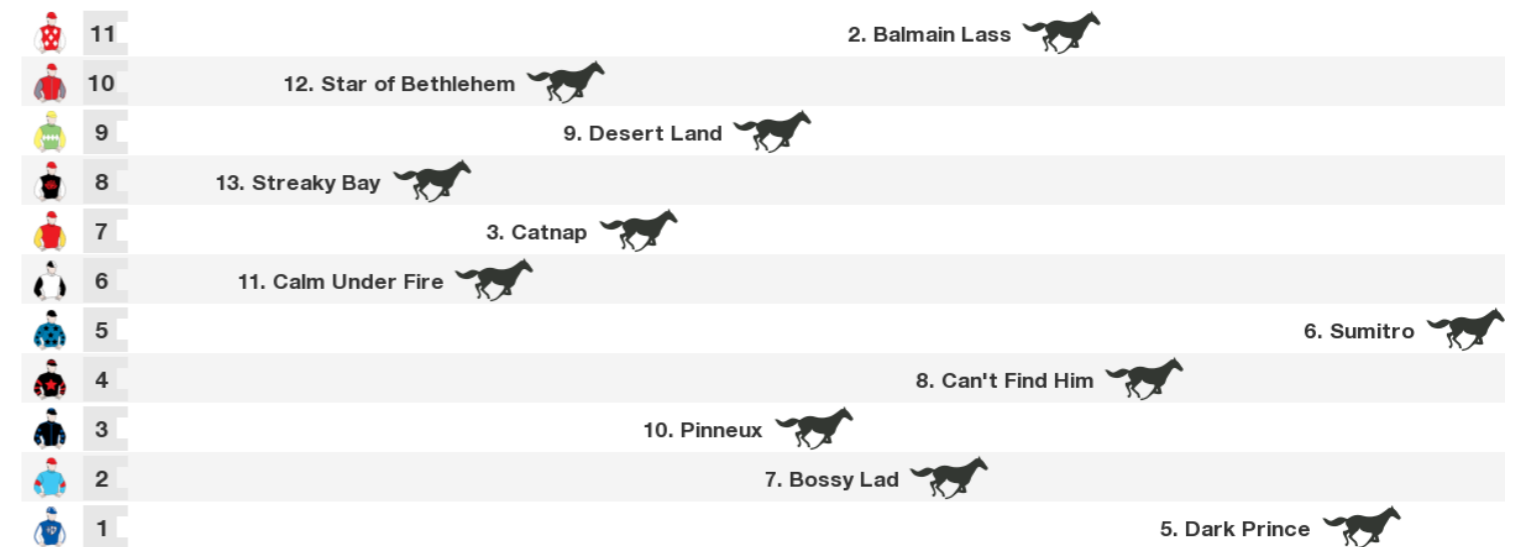 11 2. Balmain Lass
10 12. Star of Bethlehem
9 9. Desert Land
8 13. Streaky Bay
7 3. Catnap
6 11. Calm Under Fire
5 6. Sumitro
4 8. Can't Find Him
3 10. Pinneux
2 7. Bossy Lad
1 5. Dark Prince